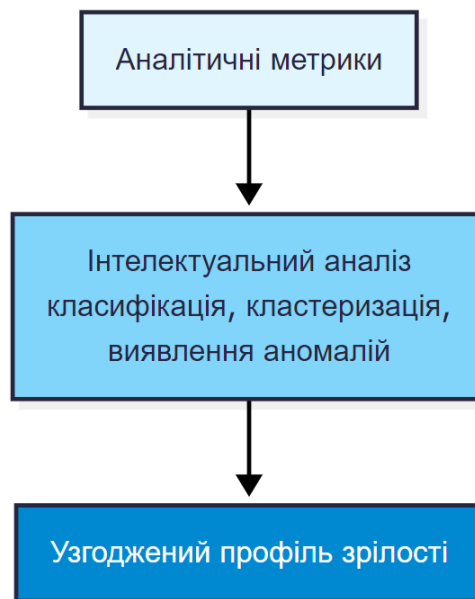 Аналітичні метрики
Інтелектуальний аналіз
класифікація, кластеризація,
виявлення аномалій
Узгоджений профіль зрілості